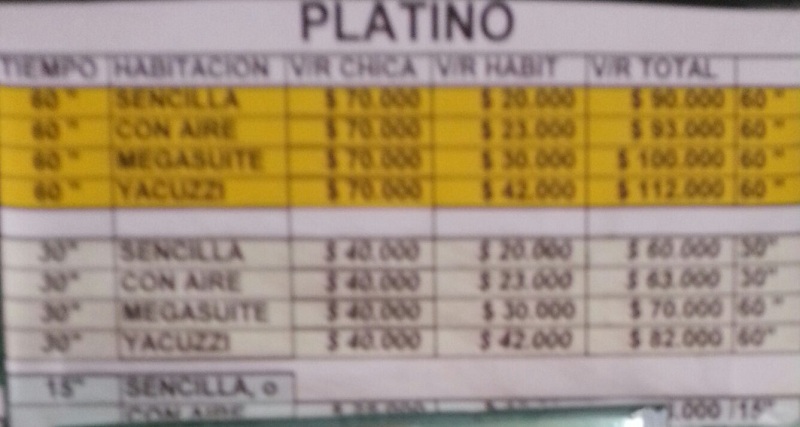 PLATINO
TIEMPO HABITACION V/R CHICA V/R HABIT V/R TOTAL
60" SENCILLA $ 70.000 $ 20.000 $ 90.000 60"
60" CON AIRE $ 70.000 $ 23.000 $ 93.000 60"
60" MEGASUITE $ 70.000 $ 30.000 $ 100.000 60"
60" YACUZZI $ 70.000 $ 42.000 $ 112.000 60"
30" SENCILLA $ 40.000 $ 20.000 $ 60.000 30"
30" CON AIRE $ 40.000 $ 23.000 $ 63.000 30"
30" MEGASUITE $ 40.000 $ 30.000 $ 70.000 60"
30" YACUZZI $ 40.000 $ 42.000 $ 82.000 60"
15" SENCILLA, o
CON AIRE .000 /15"